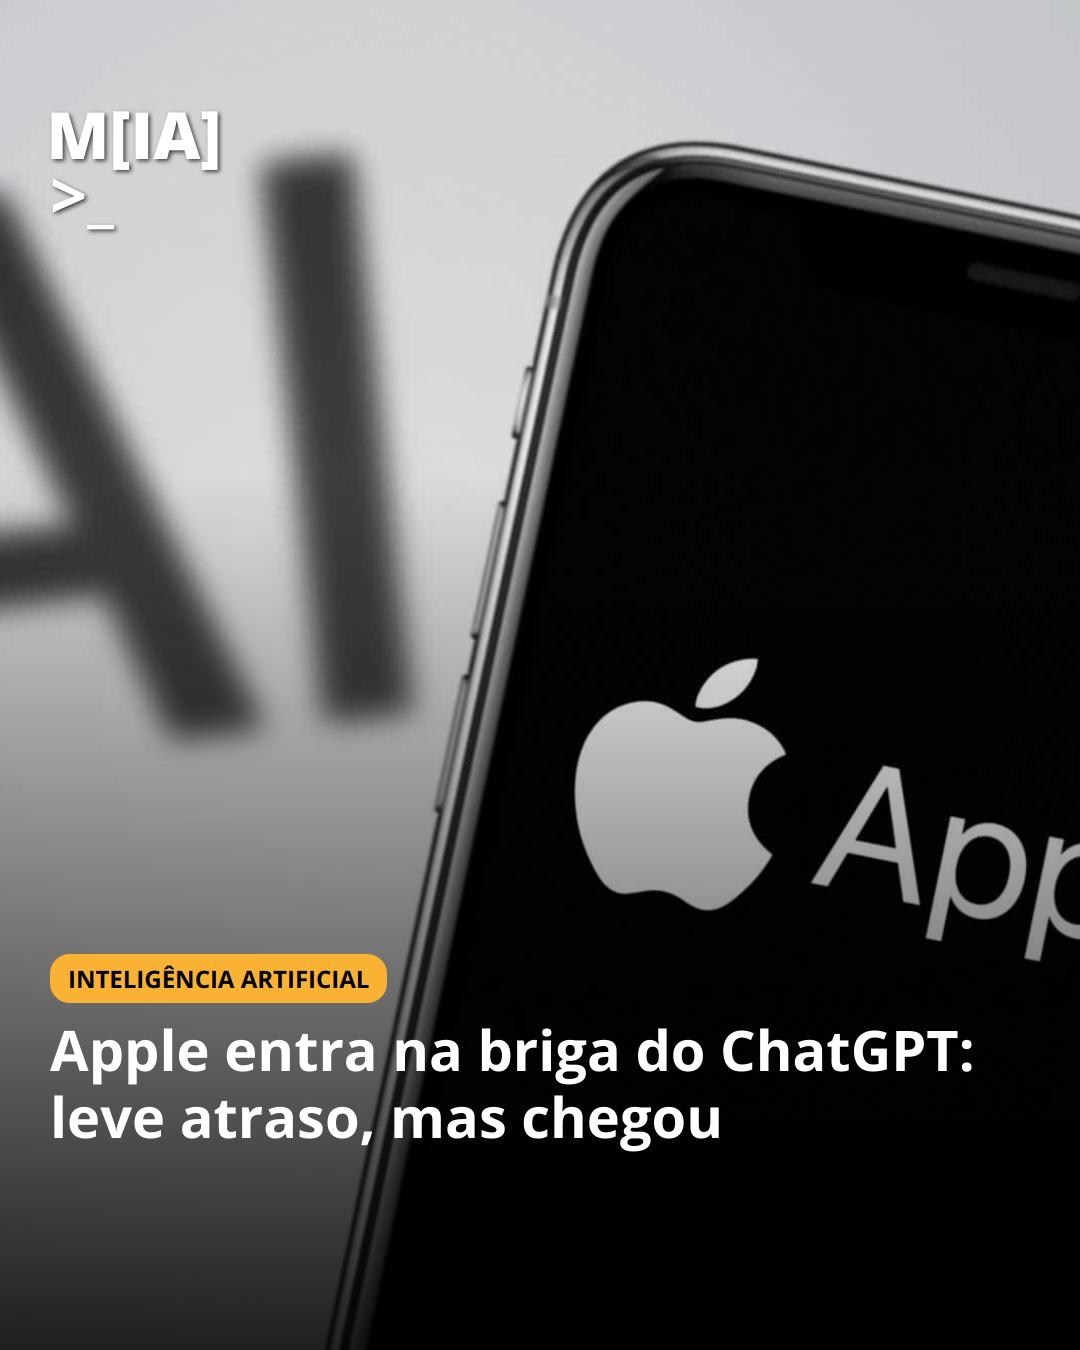 M[IA]
>_
AI
App
INTELIGÊNCIA ARTIFICIAL
Apple entra na briga do ChatGPT:
leve atraso, mas chegou